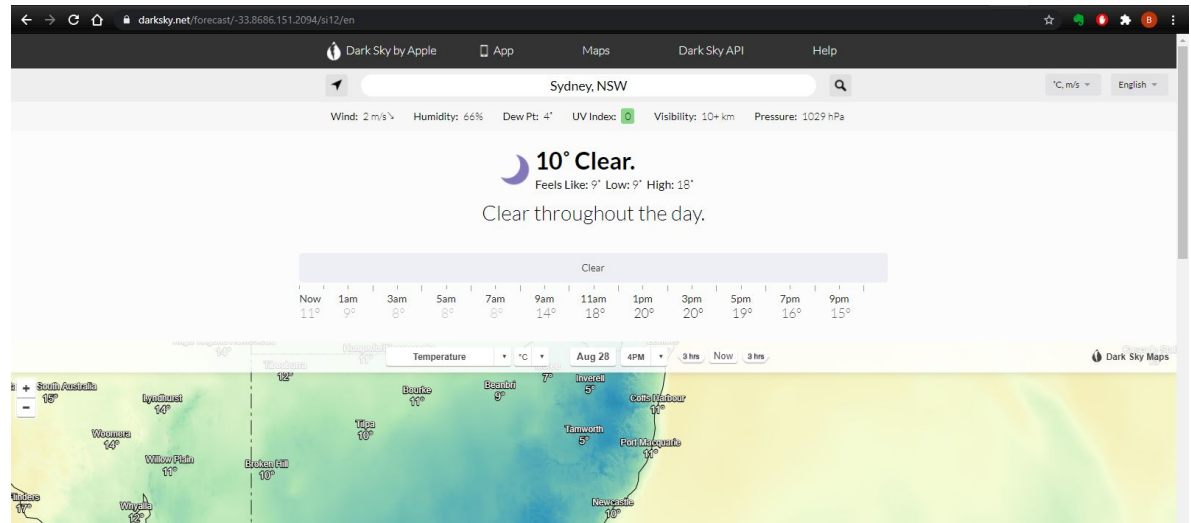 darksky.net/forecast/-33.8686,151.2094/si12/en
B
Dark Sky by Apple App Maps Dark Sky API Help
Sydney, NSW
°C, m/s English
Wind: 2 m/s Humidity: 66% Dew Pt: 4° UV Index: 0 Visibility: 10+ km Pressure: 1029 hPa
10° Clear.
Feels Like: 9° Low: 9° High: 18°
Clear throughout the day.
Clear
Now 1am 3am 5am 7am 9am 11am 1pm 3pm 5pm 7pm 9pm
11° 9° 8° 8° 8° 14° 18° 20° 20° 19° 16° 15°
Temperature °C Aug 28 4PM 3 hrs Now 3 hrs
Dark Sky Maps
+
-
South Australia
15°
Lyndhurst
14°
12°
Bourke
11°
Beanbri
9°
7°
Inverell
5°
Coffs Harbour
11°
Woomera
14°
Tilpa
10°
Tamworth
5°
Port Macquarie
11°
Willow Plain
11°
Broken Hill
10°
17°
Whyalla
12°
Newcastle
10°